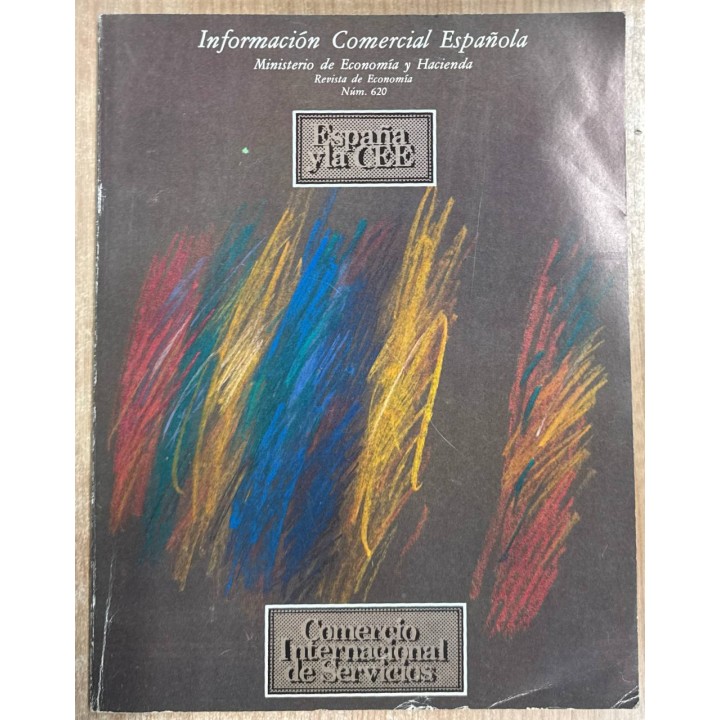 Información Comercial Española
Ministerio de Economía y Hacienda
Revista de Economía
Núm. 620
España
y la CEE
Comercio
Internacional
de Servicios